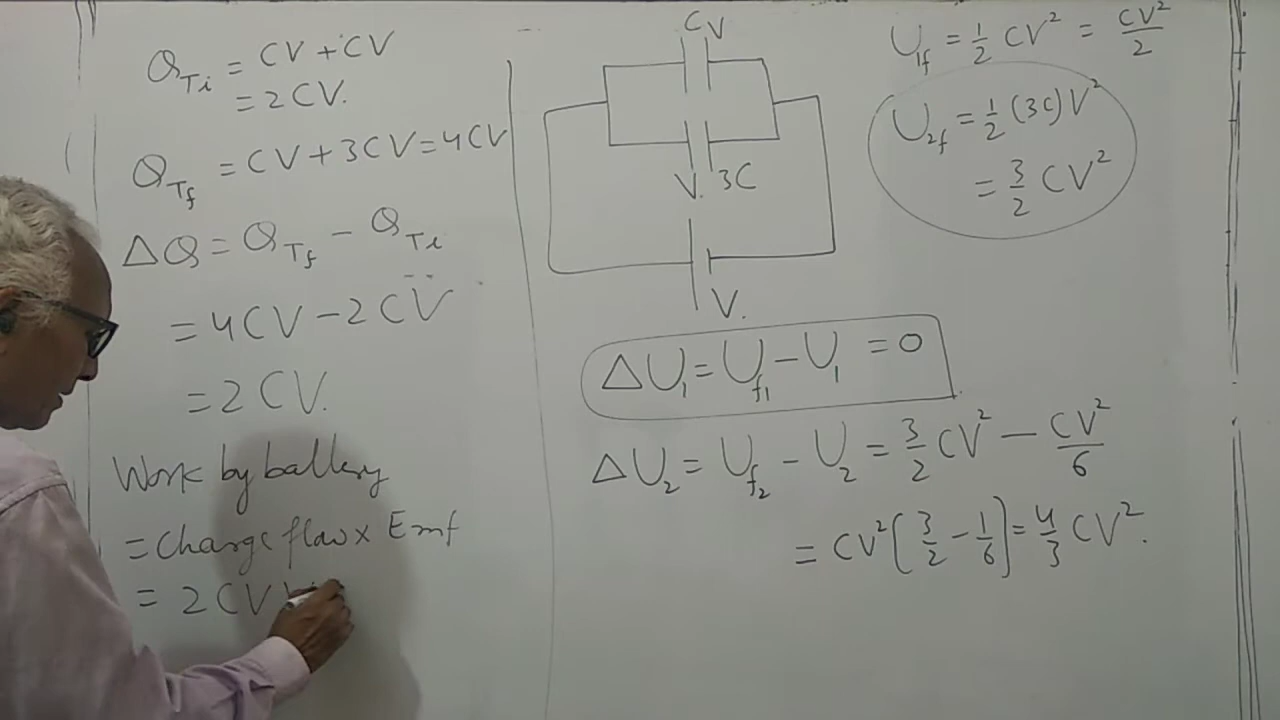 Q_Ti = CV + CV
= 2CV.
Q_Tf = CV + 3CV = 4CV
ΔQ = Q_Tf - Q_Ti
= 4CV - 2CV
= 2CV.
Work by battery
= Charge flow x Emf
= 2CV
C V
V. 3C
V.
U_1f = 1/2 CV² = CV²/2
U_2f = 1/2 (3C)V²
= 3/2 CV²
ΔU_1 = U_f1 - U_1 = 0
ΔU_2 = U_f2 - U_2 = 3/2 CV² - CV²/6
= CV² [3/2 - 1/6] = 4/3 CV².